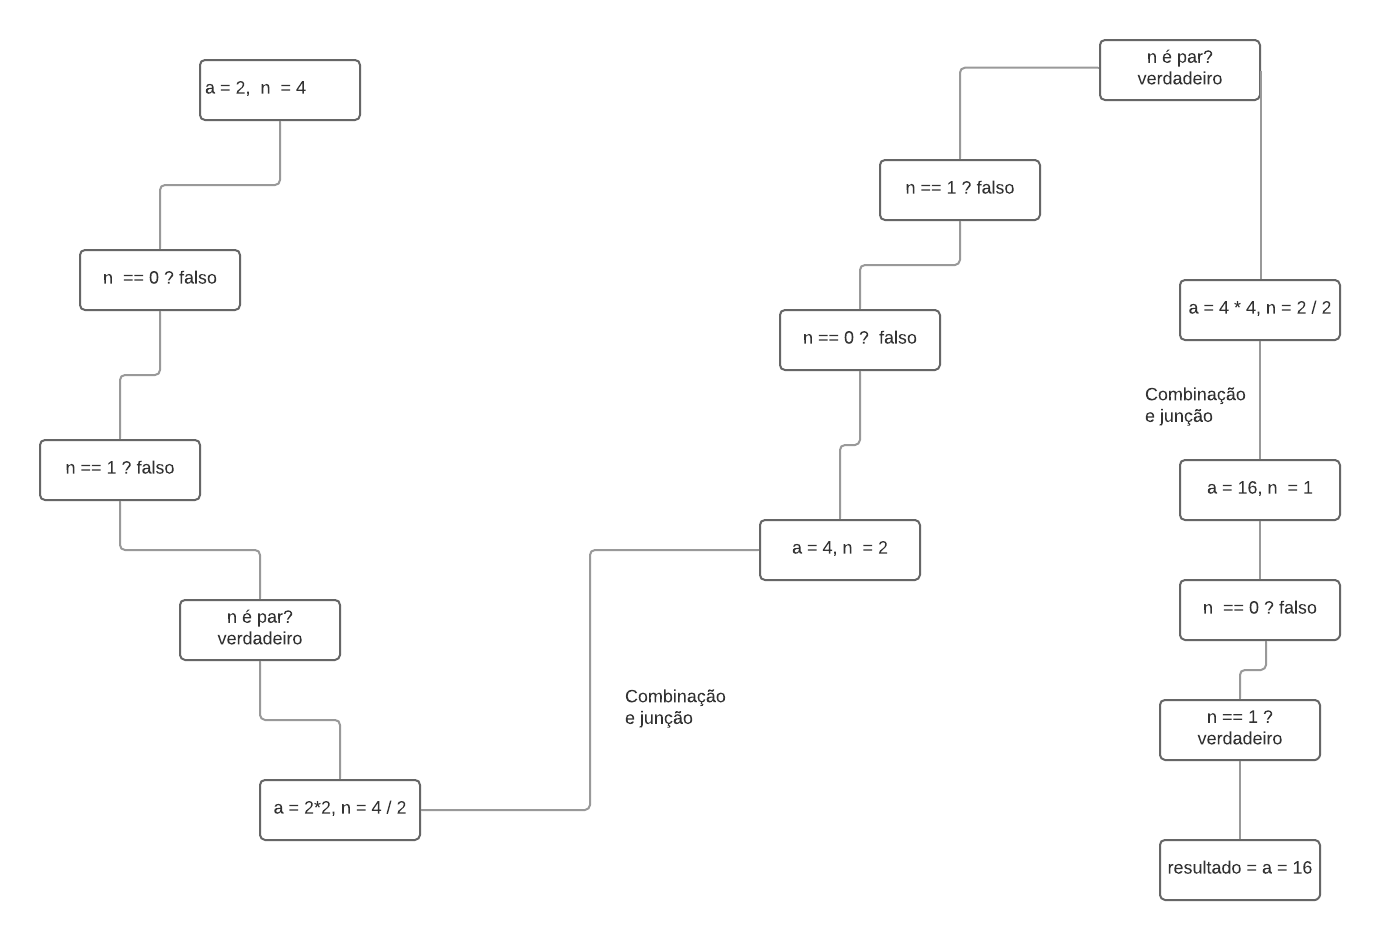 a = 2,  n  = 4
n  == 0 ? falso
n == 1 ? falso
n é par?
verdadeiro
a = 2*2, n = 4 / 2
Combinação
e junção
a = 4, n  = 2
n == 0 ?  falso
n == 1 ? falso
n é par?
verdadeiro
a = 4 * 4, n = 2 / 2
Combinação
e junção
a = 16, n  = 1
n  == 0 ? falso
n == 1 ?
verdadeiro
resultado = a = 16